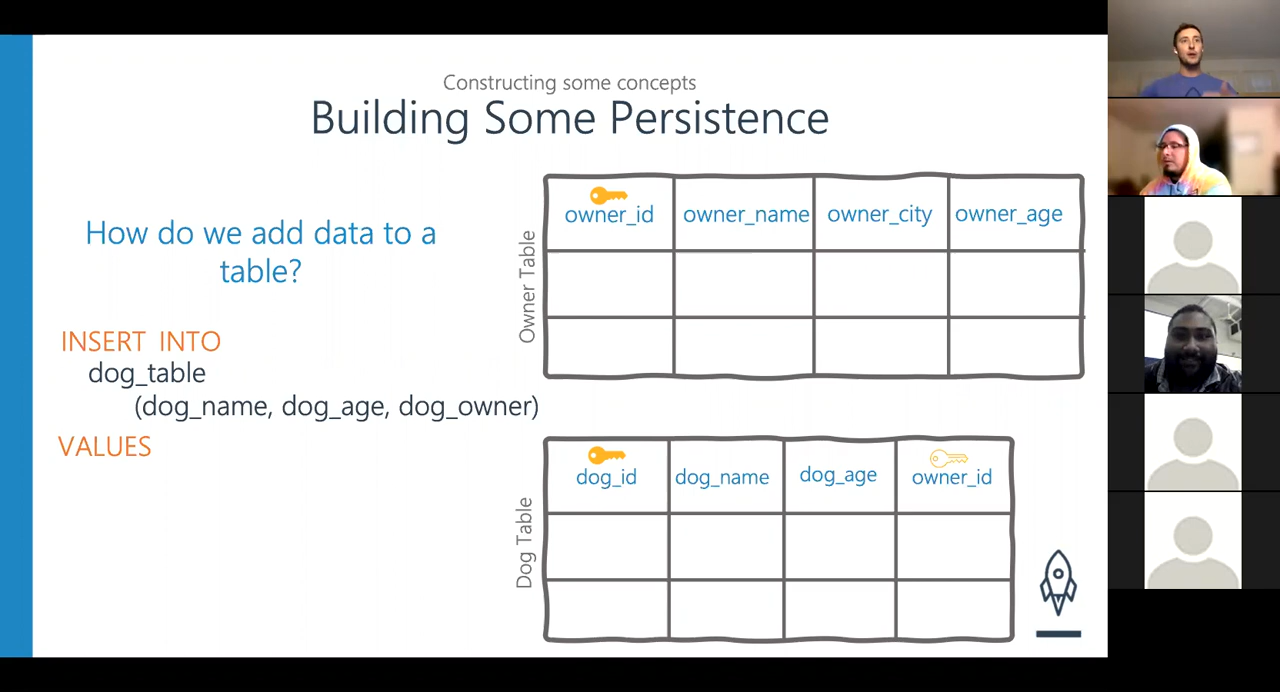 Constructing some concepts
Building Some Persistence
How do we add data to a
table?
INSERT INTO
dog_table
(dog_name, dog_age, dog_owner)
VALUES
Owner Table
owner_id owner_name owner_city owner_age
Dog Table
dog_id dog_name dog_age owner_id